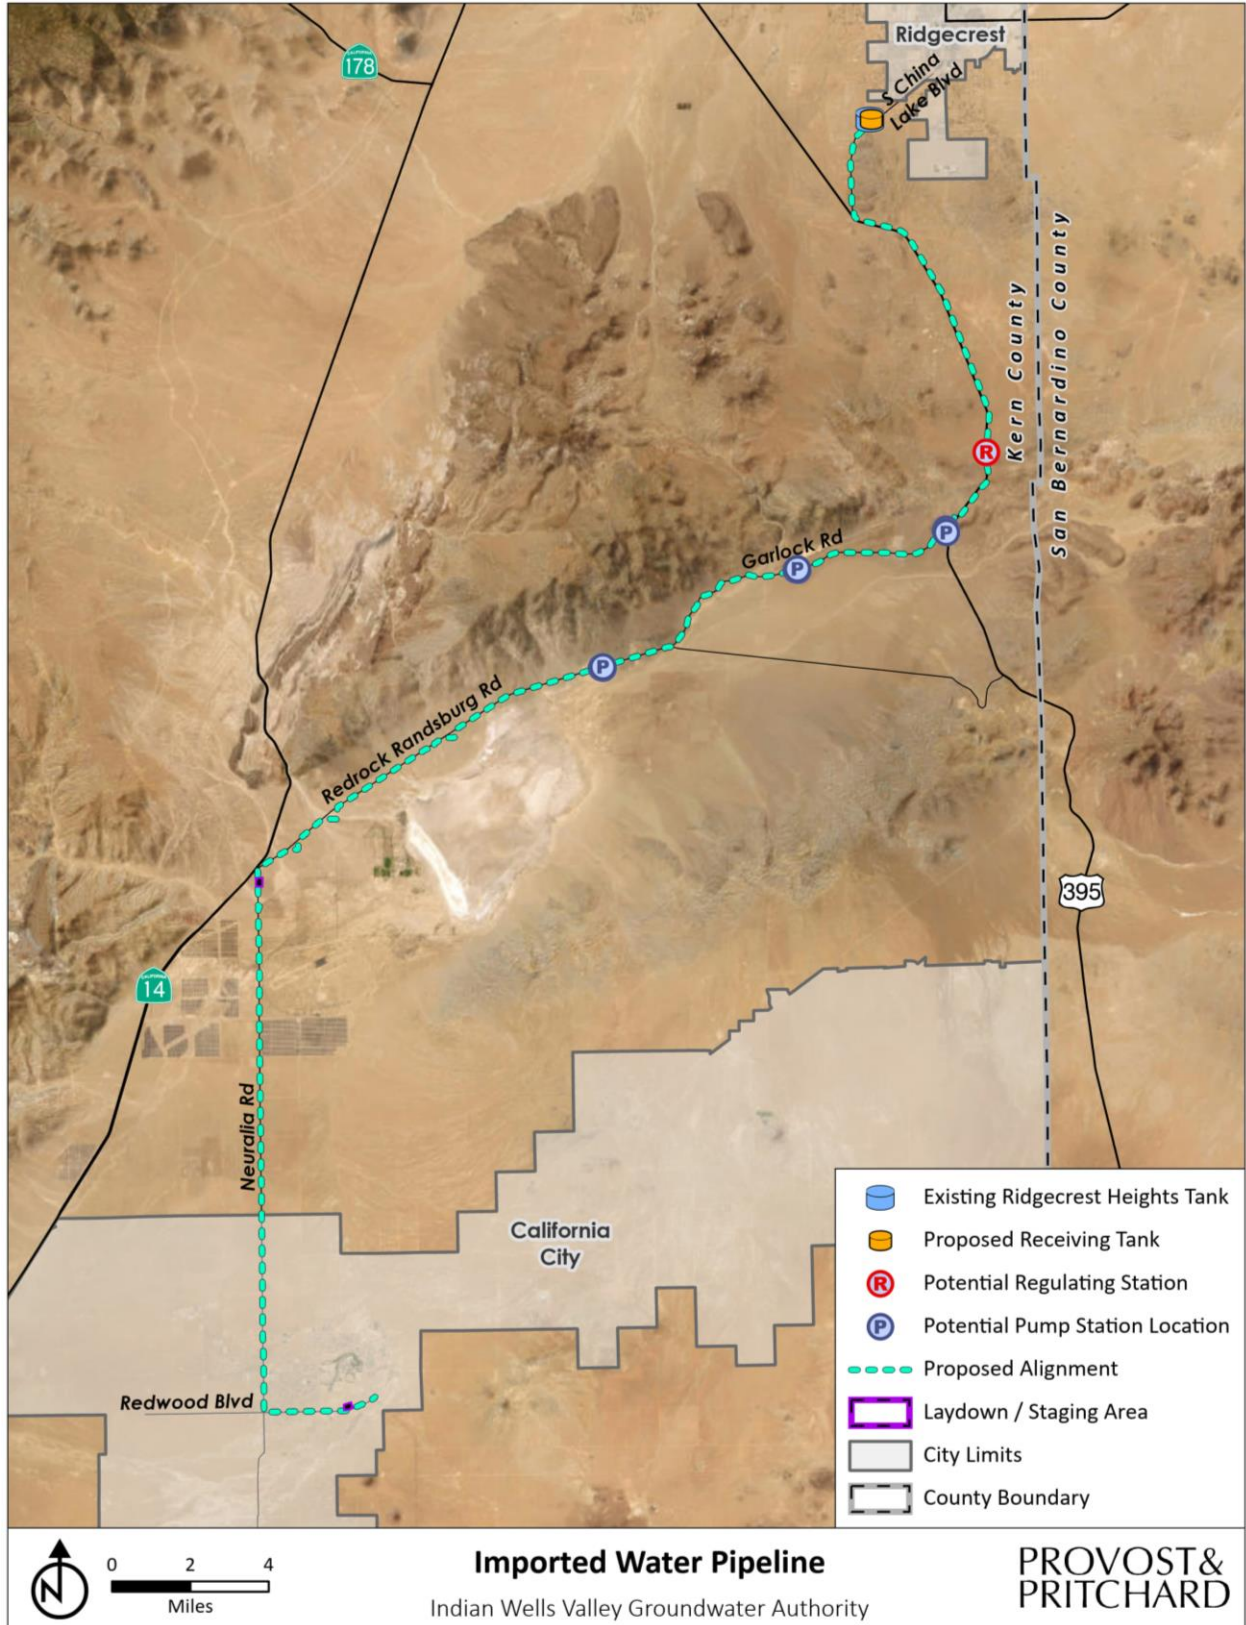 Ridgecrest
CALIFORNIA
178
S China
Lake Blvd
Kern County
San Bernardino County
R
P
Garlock Rd
P
P
Redrock Randsburg Rd
395
CALIFORNIA
14
Neuralia Rd
California
City
Redwood Blvd
Existing Ridgecrest Heights Tank
Proposed Receiving Tank
R Potential Regulating Station
P Potential Pump Station Location
Proposed Alignment
Laydown / Staging Area
City Limits
County Boundary
N
0 2 4
Miles
Imported Water Pipeline
Indian Wells Valley Groundwater Authority
PROVOST&
PRITCHARD